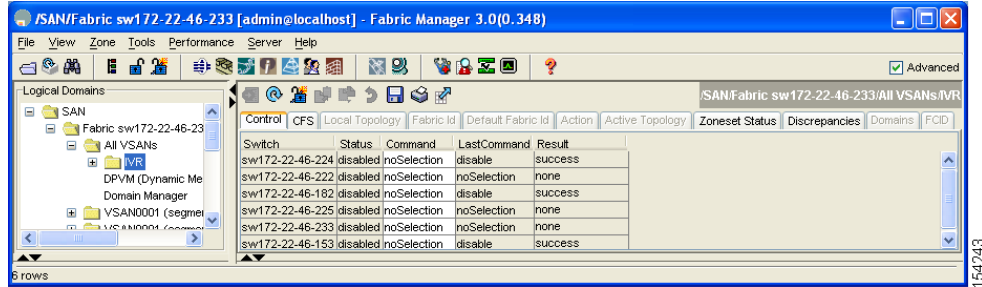 /SAN/Fabric sw172-22-46-233 [admin@localhost] - Fabric Manager 3.0(0.348)
File View Zone Tools Performance Server Help
Advanced
Logical Domains
SAN
Fabric sw172-22-46-23
All VSANs
IVR
DPVM (Dynamic Me
Domain Manager
VSAN0001 (segmen
/SAN/Fabric sw172-22-46-233/All VSANs/IVR
Control CFS Local Topology Fabric Id Default Fabric Id Action Active Topology Zoneset Status Discrepancies Domains FCID
Switch Status Command LastCommand Result
sw172-22-46-224 disabled noSelection disable success
sw172-22-46-222 disabled noSelection noSelection none
sw172-22-46-182 disabled noSelection disable success
sw172-22-46-225 disabled noSelection noSelection none
sw172-22-46-233 disabled noSelection noSelection none
sw172-22-46-153 disabled noSelection disable success
6 rows
154243